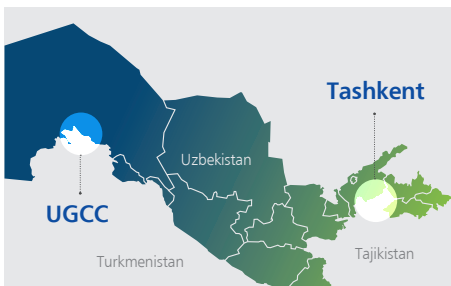 Tashkent
Uzbekistan
UGCC
Turkmenistan
Tajikistan